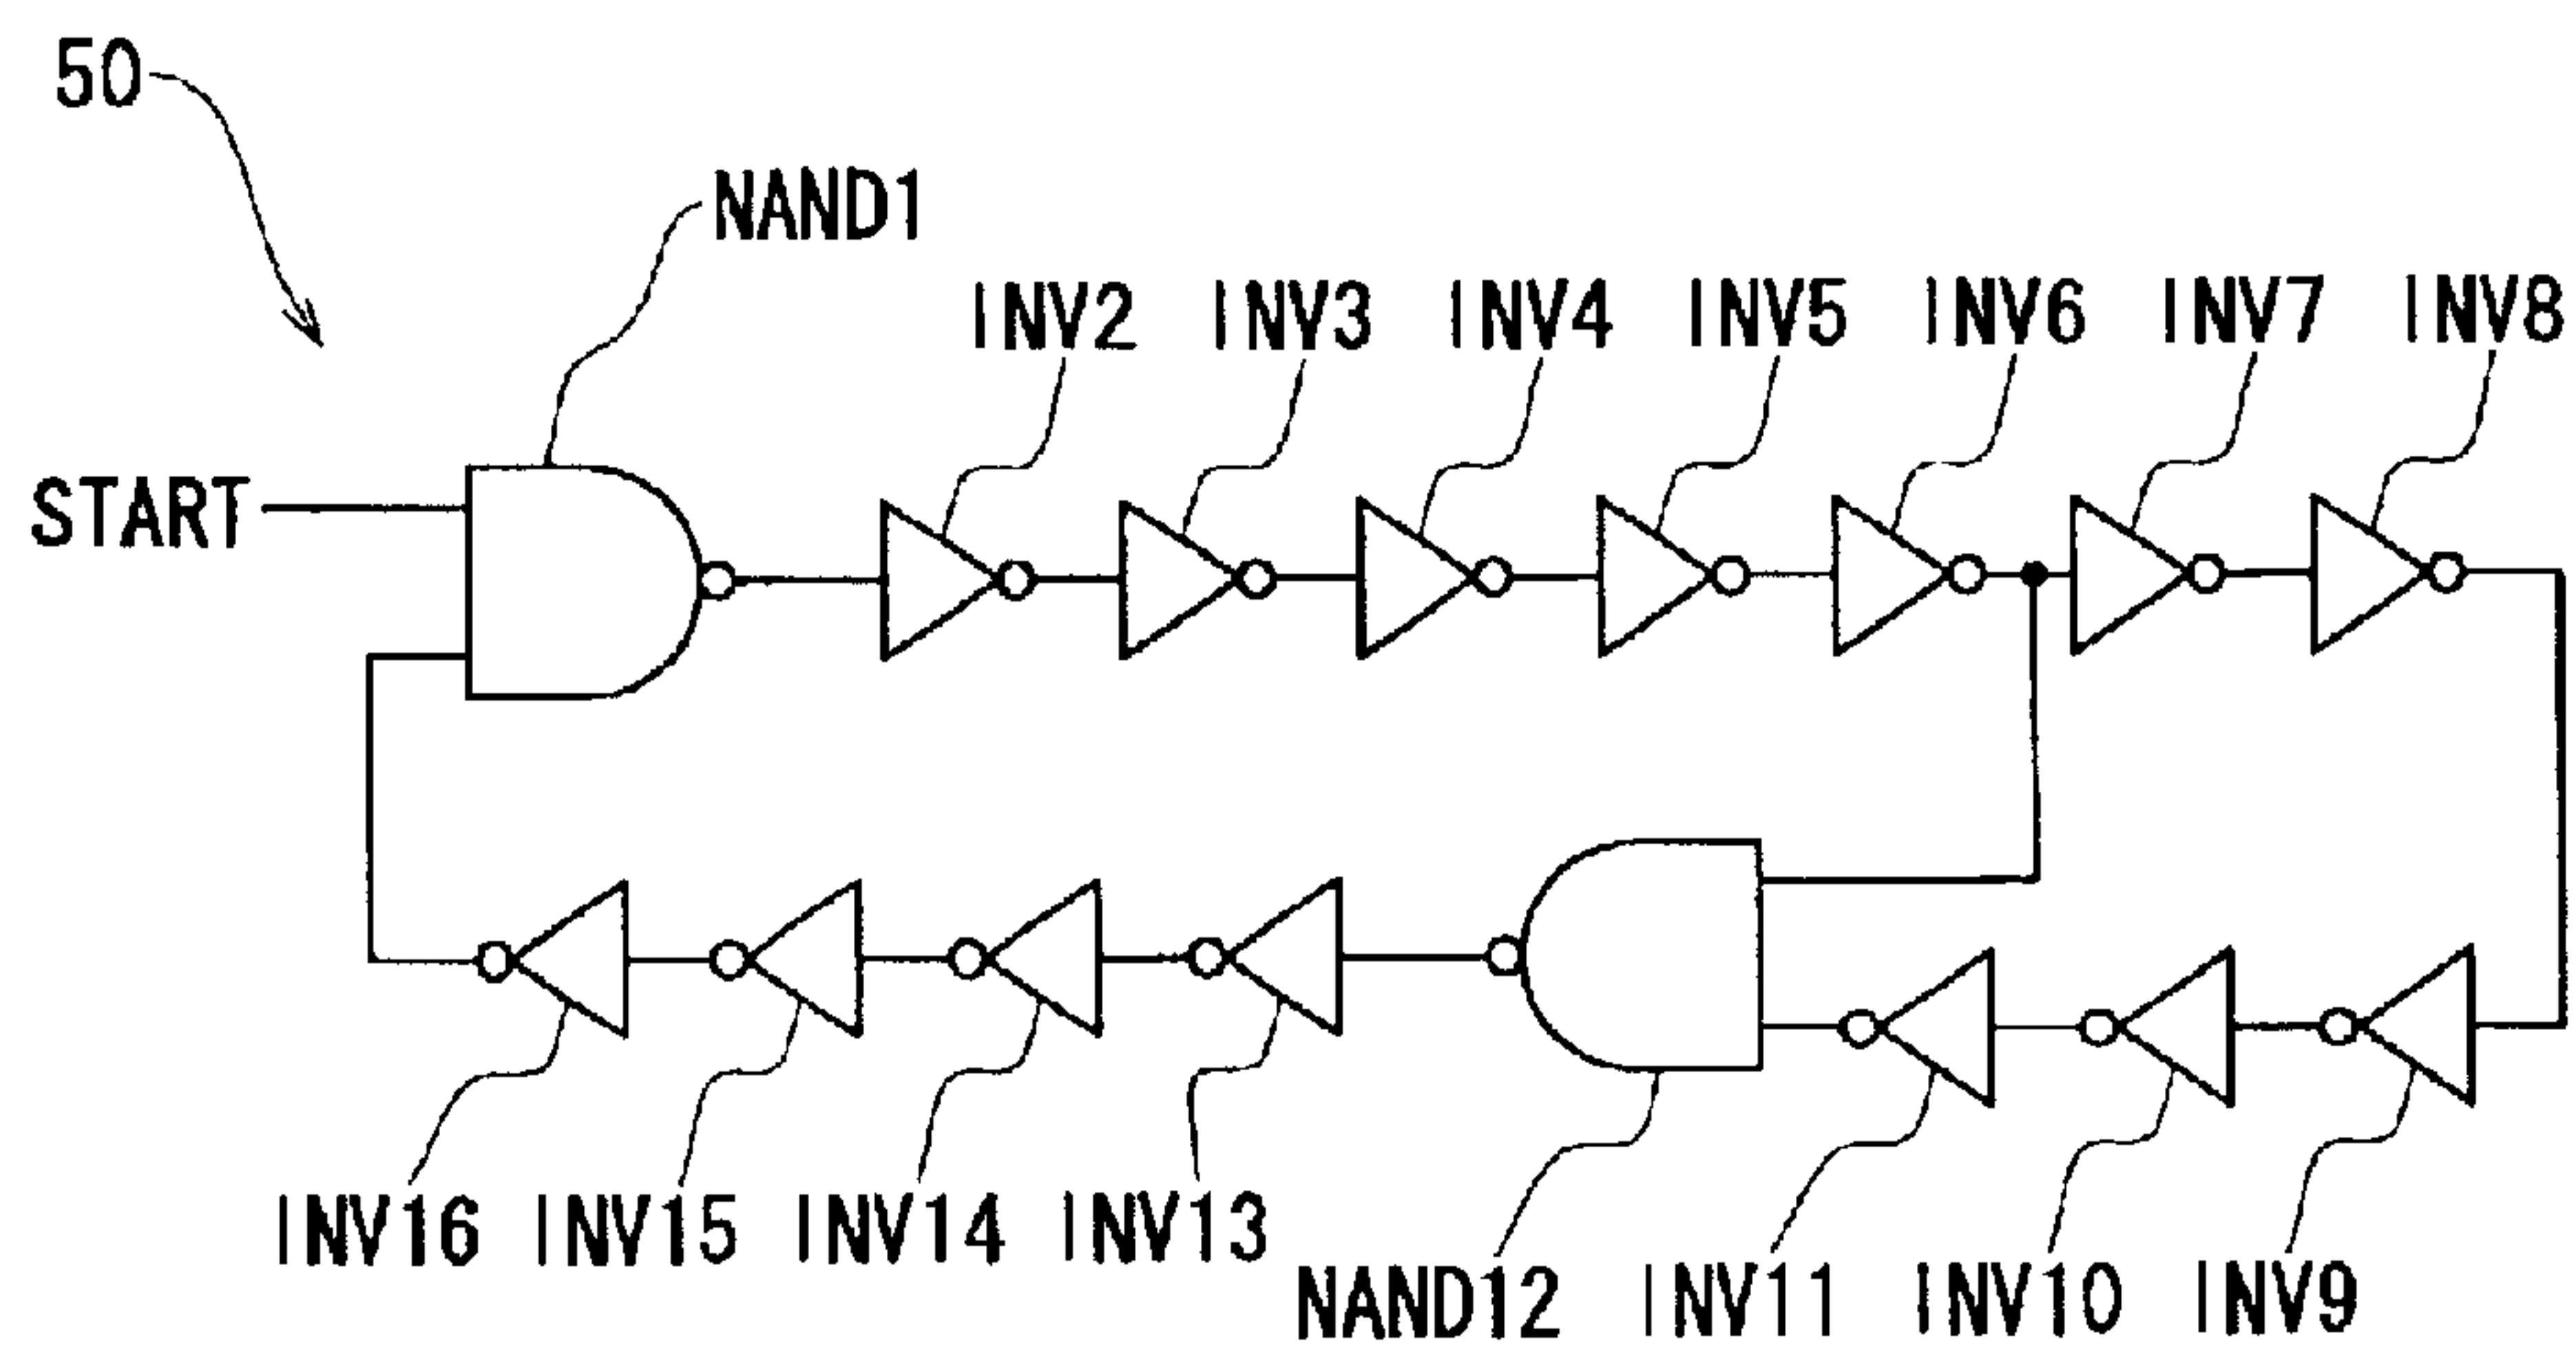 50
NAND1
INV2 INV3 INV4 INV5 INV6 INV7 INV8
START
INV16 INV15 INV14 INV13
NAND12 INV11 INV10 INV9